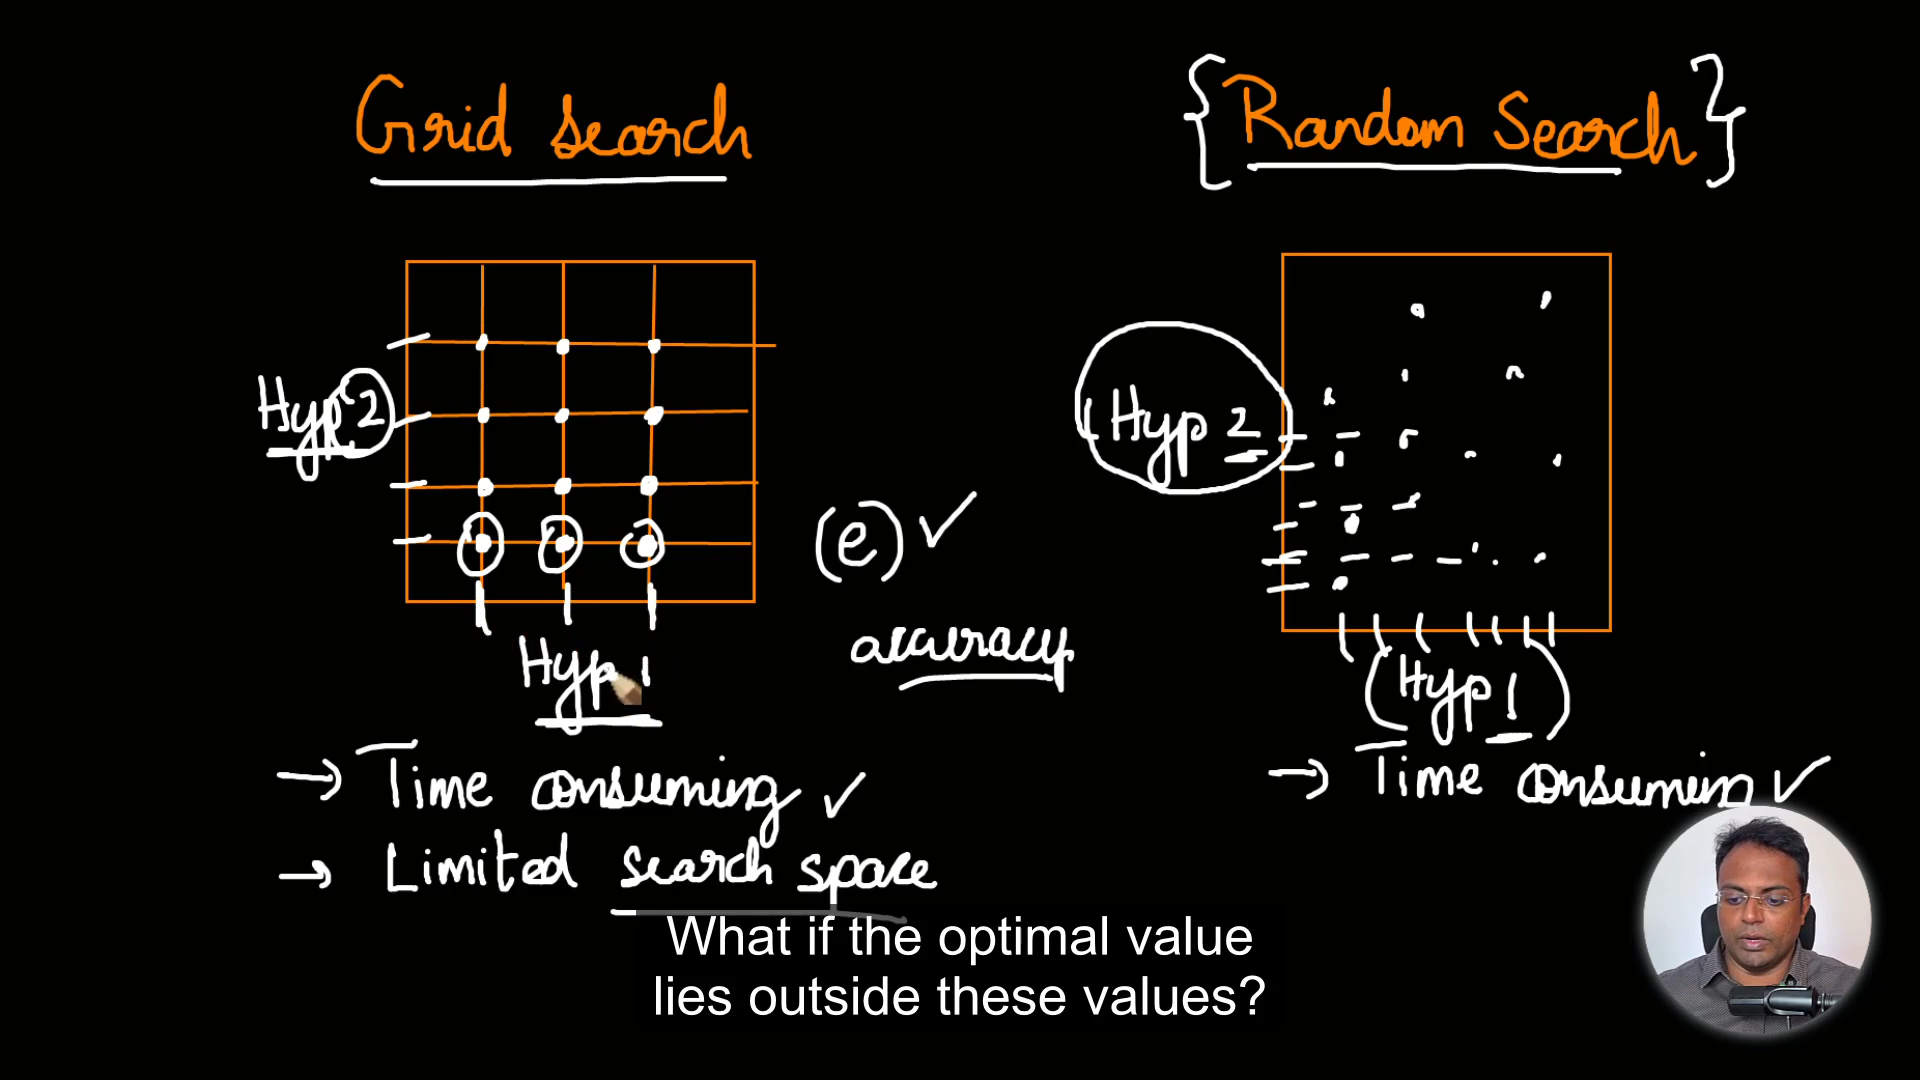 Grid Search
{Random Search}
Hyp 2
Hyp 2
(e) ✓
accuracy
Hyp 1
(Hyp 1)
→ Time consuming ✓
→ Time consuming ✓
→ Limited search space
What if the optimal value
lies outside these values?